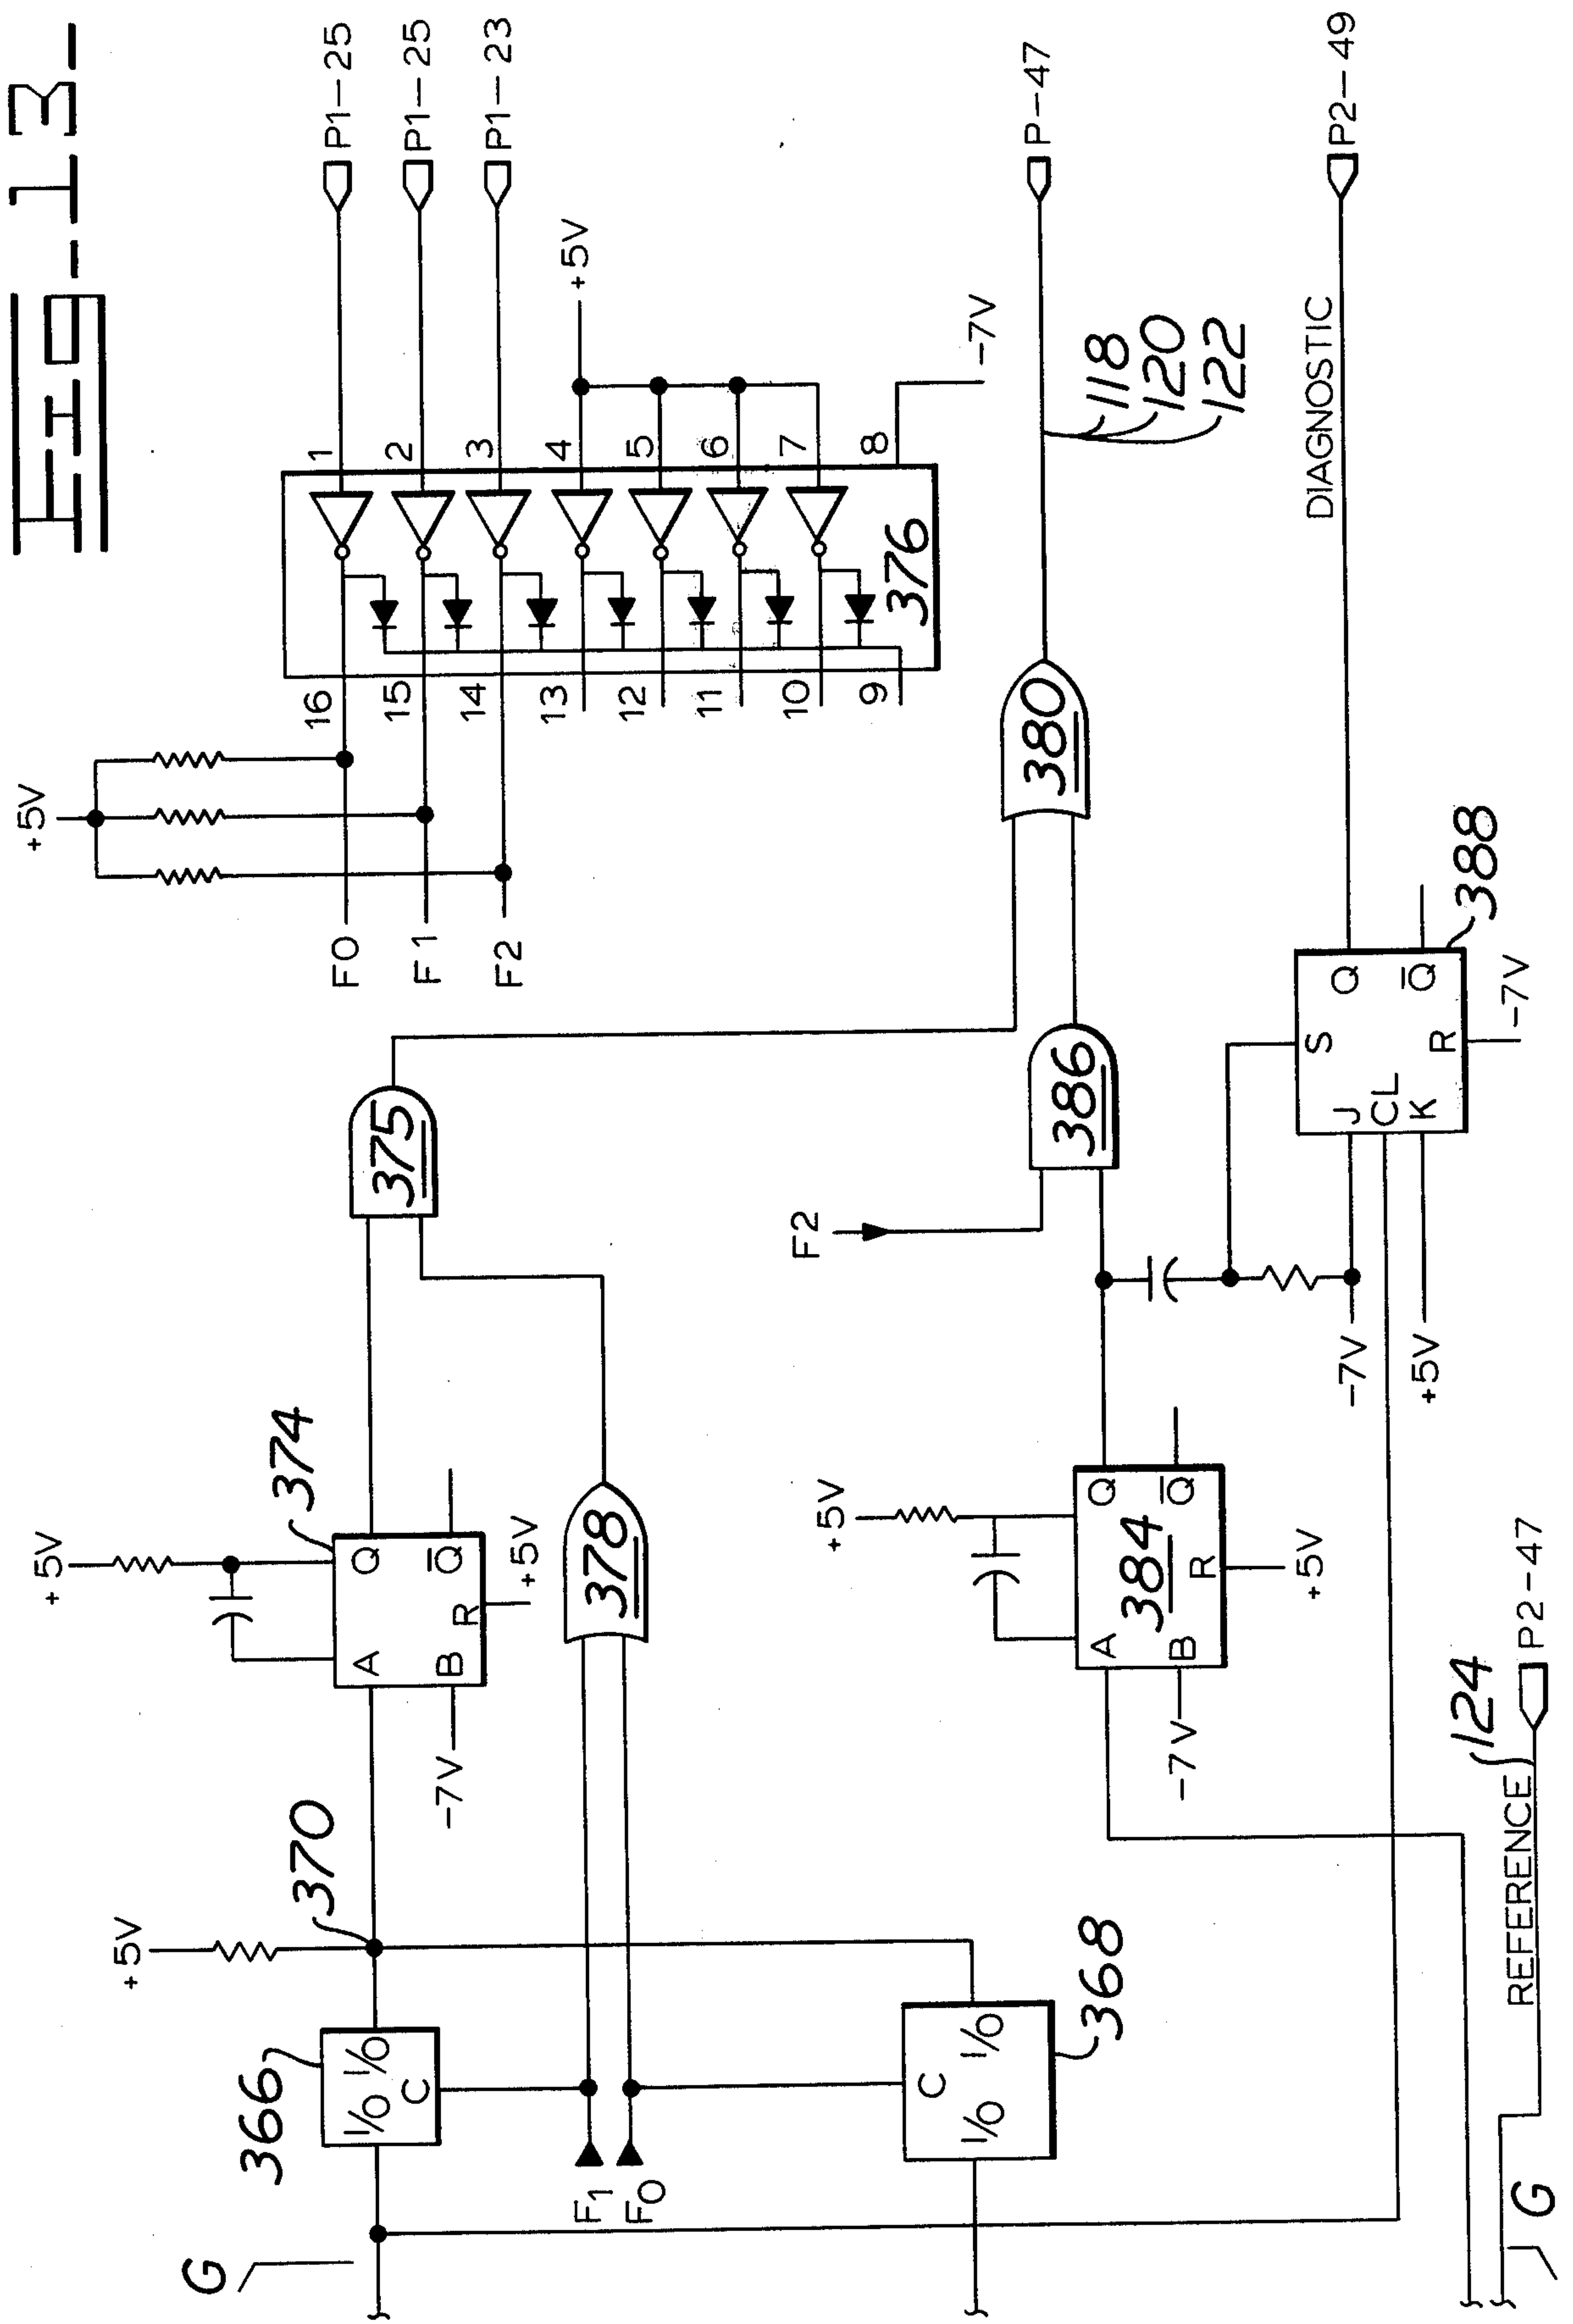 Fig-13-
+5V
F0
F1
F2
16
15
14
13
12
11
10
9
1
2
3
4
5
6
7
8
376
P1-25
P1-25
P1-23
+5V
-7V
G
366
I/O I/O
C
370
+5V
+5V
374
A
Q
B
Q̅
R
-7V
+5V
375
F1
F0
378
368
C
I/O
I/O
F2
386
380
118
120
122
P-47
+5V
A
Q
384
B
Q̅
R
-7V
+5V
-7V
+5V
S
J
Q
CL
K
Q̅
R
-7V
388
DIAGNOSTIC
P2-49
G
REFERENCE
124
P2-47